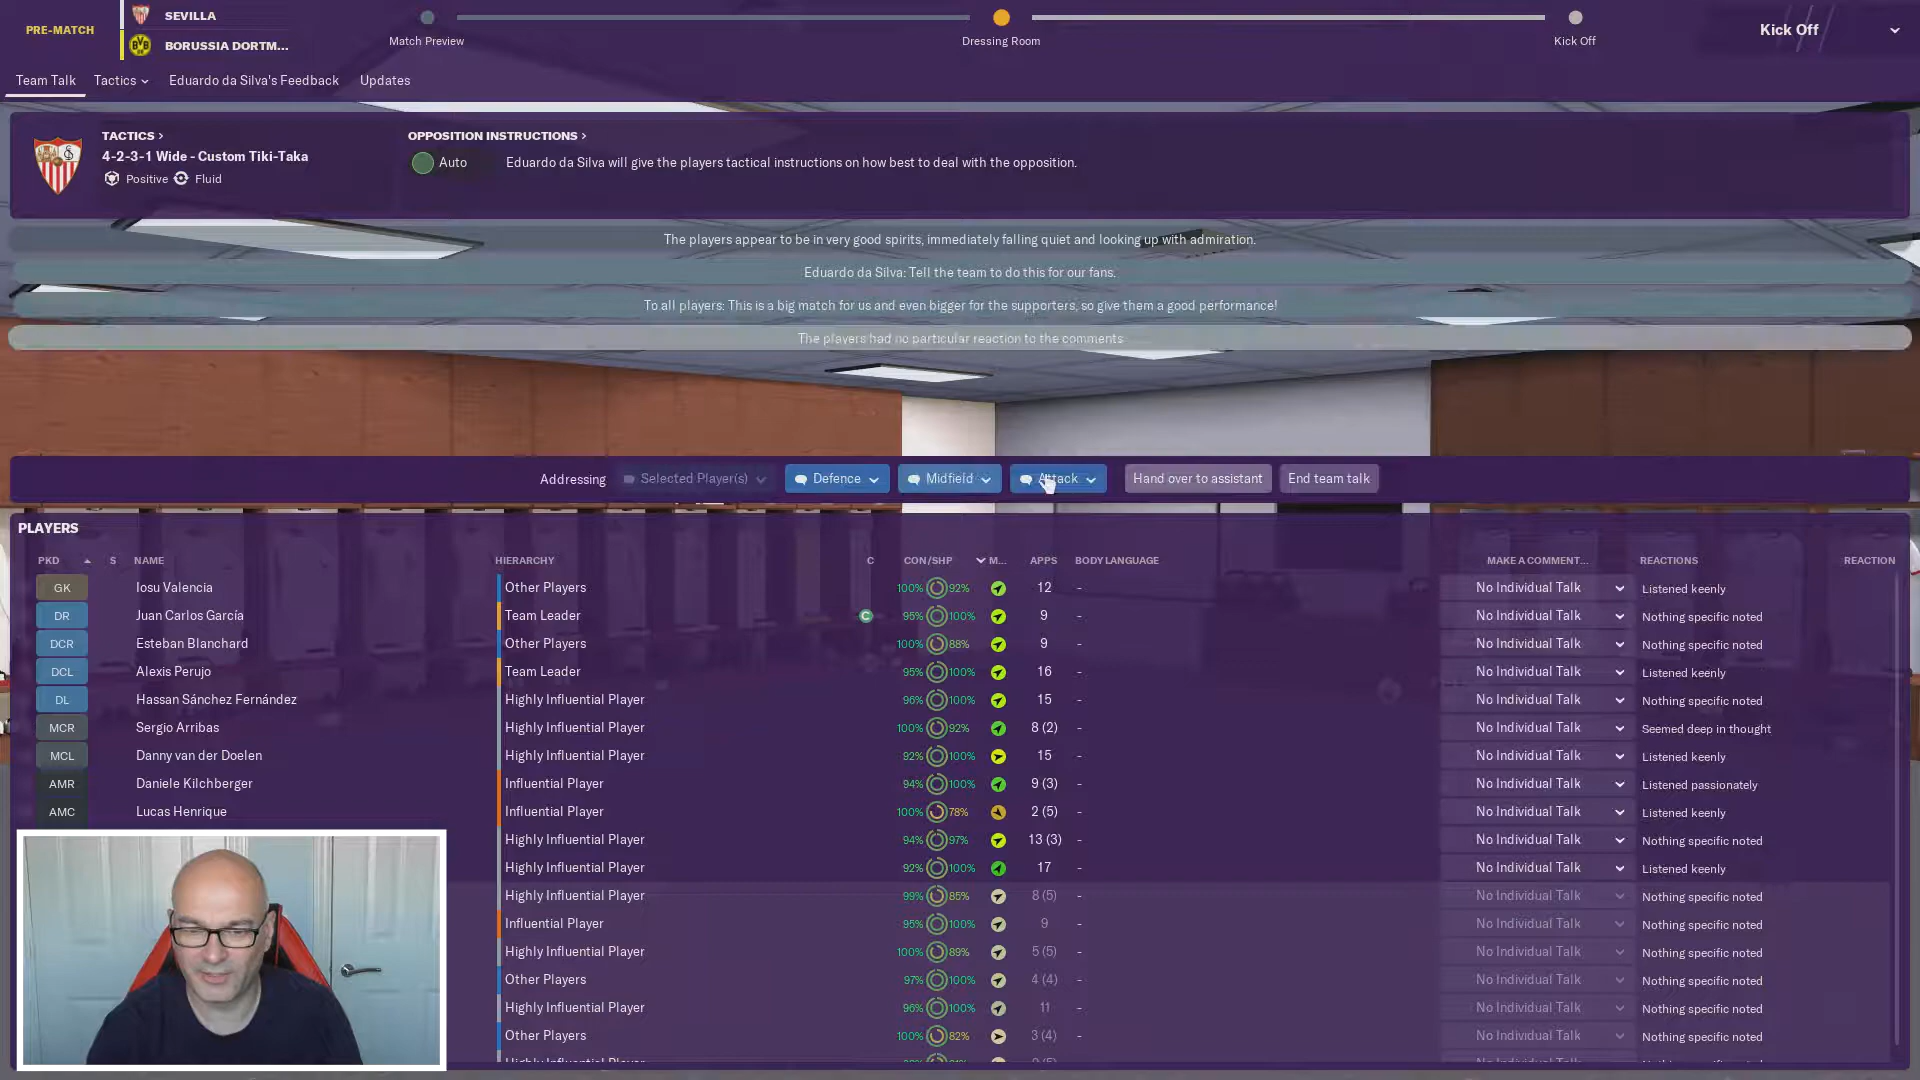 PRE-MATCH
SEVILLA
BORUSSIA DORTM...
Match Preview
Dressing Room
Kick Off
Kick Off
Team Talk Tactics Eduardo da Silva's Feedback Updates
TACTICS >
4-2-3-1 Wide - Custom Tiki-Taka
Positive Fluid
OPPOSITION INSTRUCTIONS >
Auto Eduardo da Silva will give the players tactical instructions on how best to deal with the opposition.
The players appear to be in very good spirits, immediately falling quiet and looking up with admiration.
Eduardo da Silva: Tell the team to do this for our fans.
To all players: This is a big match for us and even bigger for the supporters, so give them a good performance!
The players had no particular reaction to the comments
Addressing Selected Player(s) Defence Midfield Attack Hand over to assistant End team talk
PLAYERS
PKD S NAME HIERARCHY C CON/SHP M... APPS BODY LANGUAGE MAKE A COMMENT... REACTIONS REACTION
GK Iosu Valencia Other Players 100% 92% 12 - No Individual Talk Listened keenly
DR Juan Carlos García Team Leader C 95% 100% 9 - No Individual Talk Nothing specific noted
DCR Esteban Blanchard Other Players 100% 88% 9 - No Individual Talk Nothing specific noted
DCL Alexis Perujo Team Leader 95% 100% 16 - No Individual Talk Listened keenly
DL Hassan Sánchez Fernández Highly Influential Player 96% 100% 15 - No Individual Talk Nothing specific noted
MCR Sergio Arribas Highly Influential Player 100% 92% 8 (2) - No Individual Talk Seemed deep in thought
MCL Danny van der Doelen Highly Influential Player 92% 100% 15 - No Individual Talk Listened keenly
AMR Daniele Kilchberger Influential Player 94% 100% 9 (3) - No Individual Talk Listened passionately
AMC Lucas Henrique Influential Player 100% 78% 2 (5) - No Individual Talk Listened keenly
Highly Influential Player 94% 97% 13 (3) - No Individual Talk Nothing specific noted
Highly Influential Player 92% 100% 17 - No Individual Talk Listened keenly
Highly Influential Player 99% 85% 8 (5) - No Individual Talk Nothing specific noted
Influential Player 95% 100% 9 - No Individual Talk Nothing specific noted
Highly Influential Player 100% 89% 5 (5) - No Individual Talk Nothing specific noted
Other Players 97% 100% 4 (4) - No Individual Talk Nothing specific noted
Highly Influential Player 96% 100% 11 - No Individual Talk Nothing specific noted
Other Players 100% 82% 3 (4) - No Individual Talk Nothing specific noted